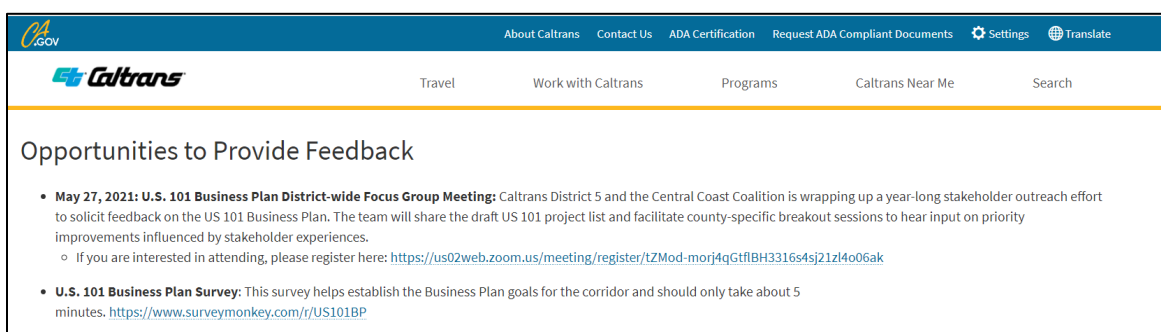 CA.GOV
About Caltrans Contact Us ADA Certification Request ADA Compliant Documents Settings Translate
Ct Caltrans
Travel Work with Caltrans Programs Caltrans Near Me Search
Opportunities to Provide Feedback
• May 27, 2021: U.S. 101 Business Plan District-wide Focus Group Meeting: Caltrans District 5 and the Central Coast Coalition is wrapping up a year-long stakeholder outreach effort
to solicit feedback on the US 101 Business Plan. The team will share the draft US 101 project list and facilitate county-specific breakout sessions to hear input on priority
improvements influenced by stakeholder experiences.
◦ If you are interested in attending, please register here: https://us02web.zoom.us/meeting/register/tZMod-morj4qGtflBH3316s4sj21zl4o06ak
• U.S. 101 Business Plan Survey: This survey helps establish the Business Plan goals for the corridor and should only take about 5
minutes. https://www.surveymonkey.com/r/US101BP